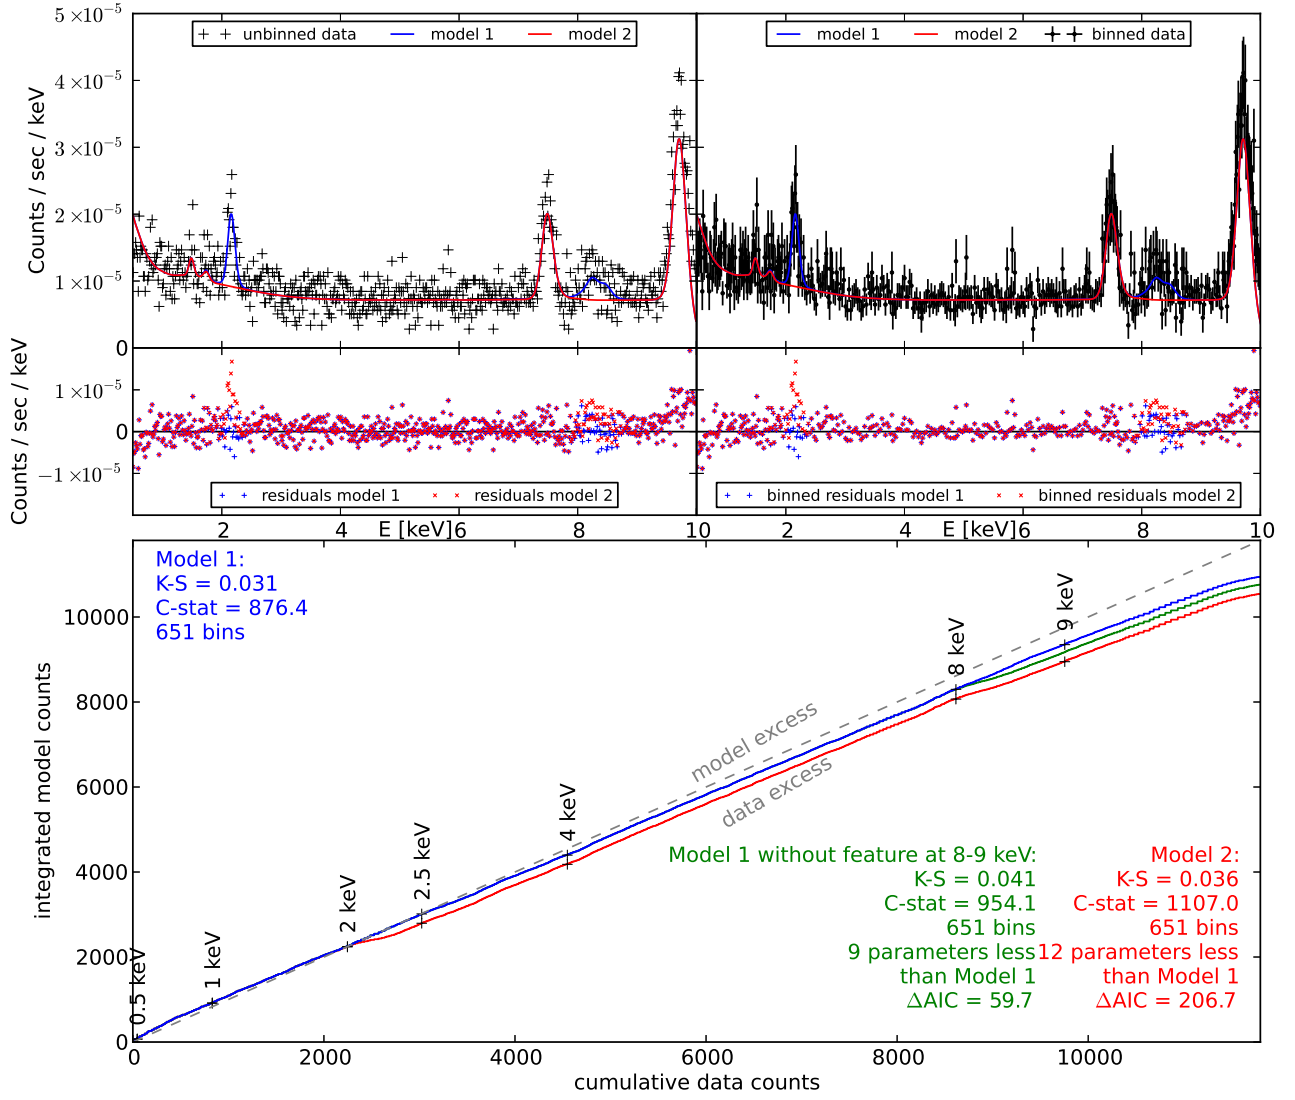 5 ×10⁻⁵
4 ×10⁻⁵
3 ×10⁻⁵
2 ×10⁻⁵
1 ×10⁻⁵
0
Counts / sec / keV
unbinned data model 1 model 2
model 1 model 2 binned data
1 ×10⁻⁵
0
−1 ×10⁻⁵
Counts / sec / keV
residuals model 1 residuals model 2
binned residuals model 1 binned residuals model 2
2 4 E [keV] 6 8 10 2 4 E [keV] 6 8 10
Model 1:
K-S = 0.031
C-stat = 876.4
651 bins
integrated model counts
10000
8000
6000
4000
2000
0
0.5 keV
1 keV
2 keV
2.5 keV
4 keV
8 keV
9 keV
model excess
data excess
Model 1 without feature at 8-9 keV:
K-S = 0.041
C-stat = 954.1
651 bins
9 parameters less
than Model 1
ΔAIC = 59.7
Model 2:
K-S = 0.036
C-stat = 1107.0
651 bins
12 parameters less
than Model 1
ΔAIC = 206.7
0 2000 4000 6000 8000 10000
cumulative data counts